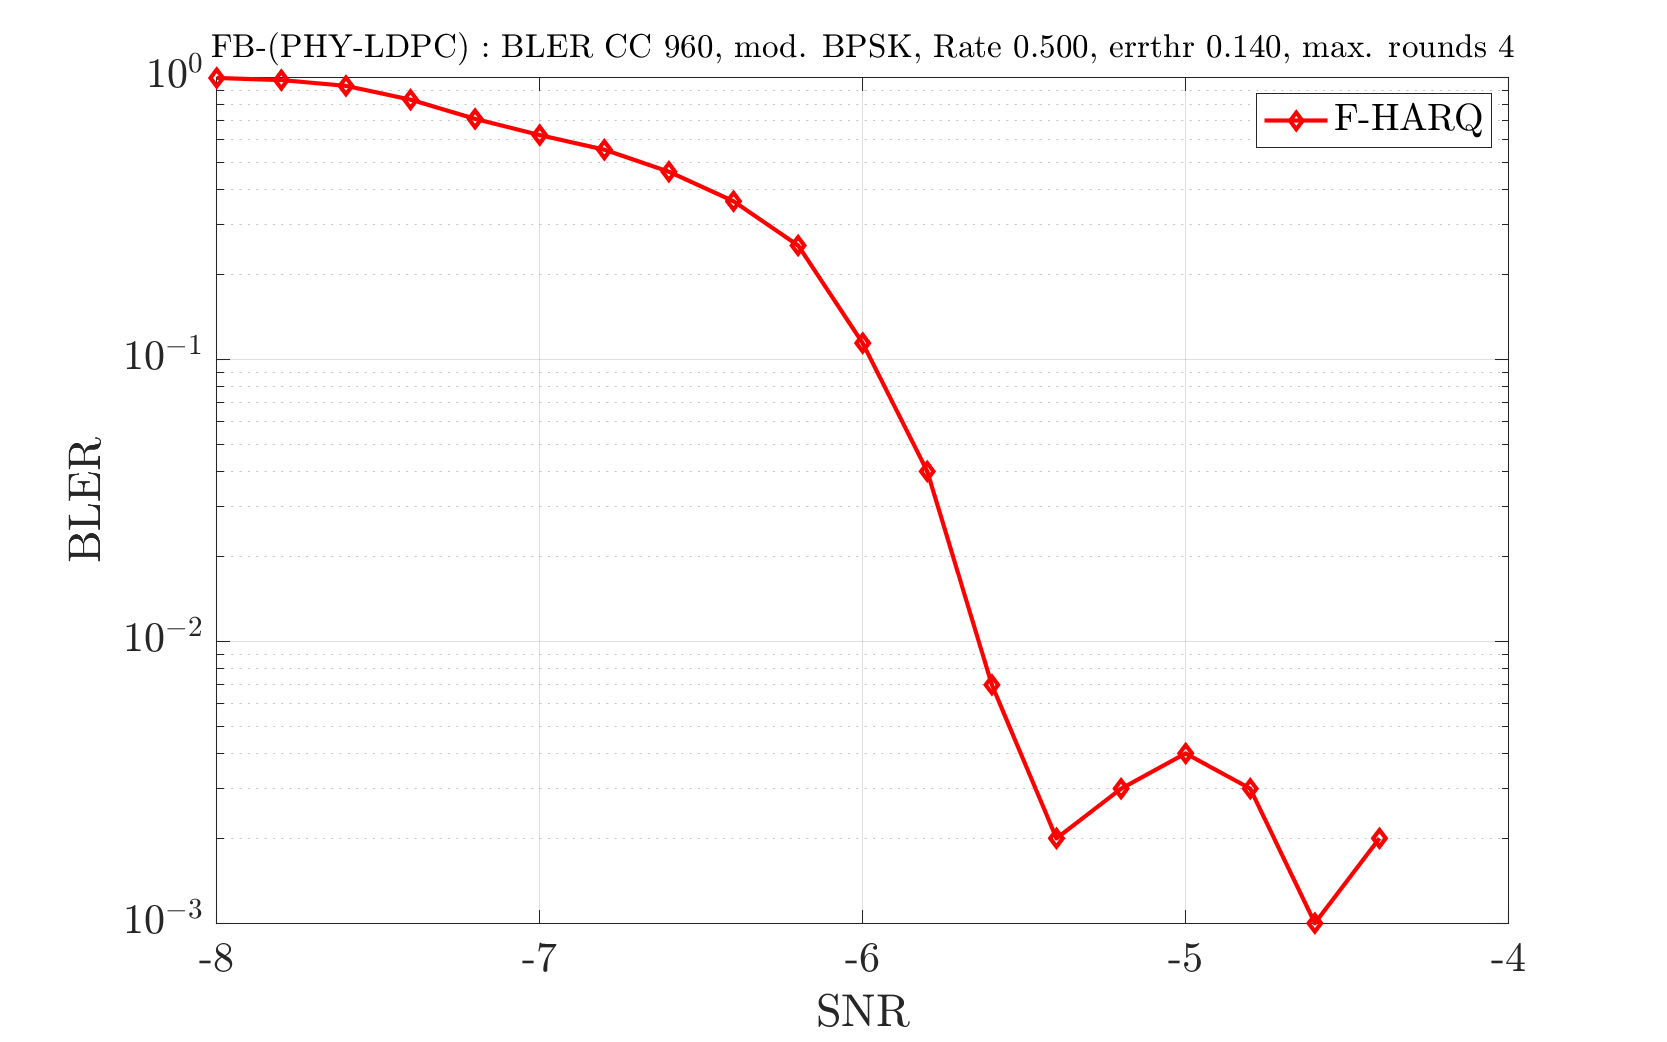 FB-(PHY-LDPC) : BLER CC 960, mod. BPSK, Rate 0.500, errthr 0.140, max. rounds 4
10^0
F-HARQ
10^{-1}
BLER
10^{-2}
10^{-3}
-8 -7 -6 -5 -4
SNR